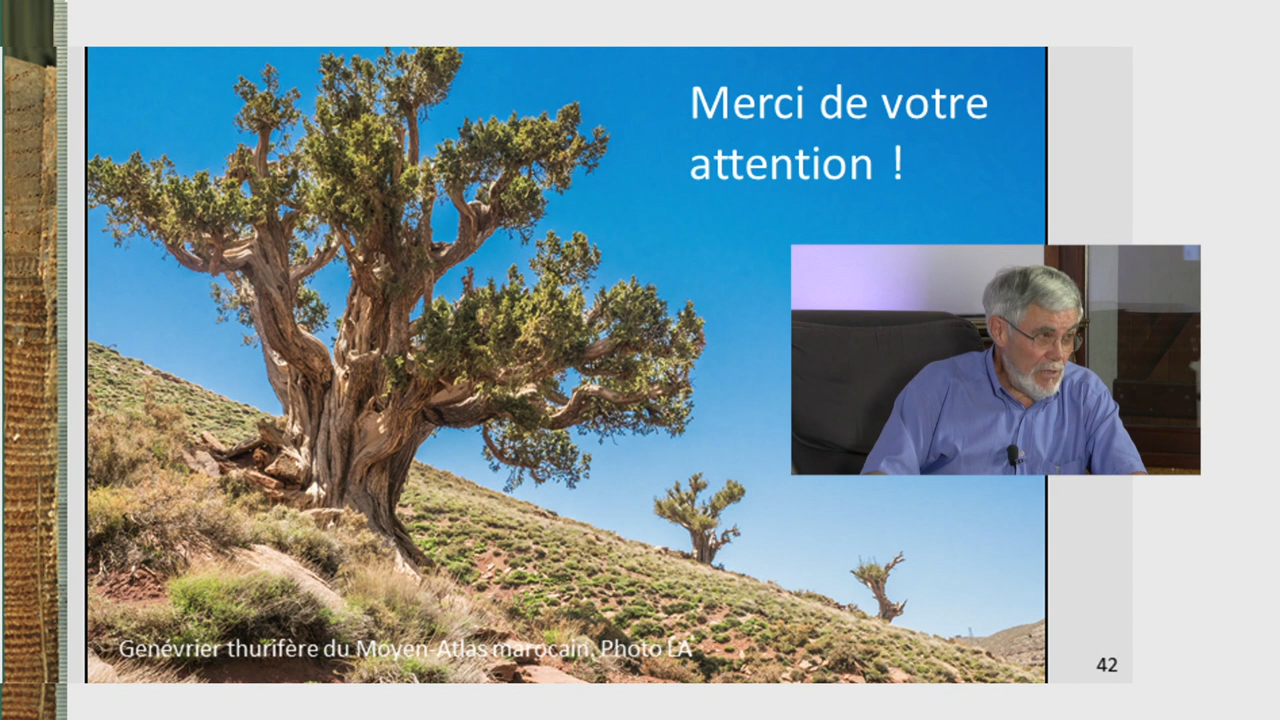 Merci de votre
attention !
Genévrier thurifère du Moyen-Atlas marocain, Photo LA
42